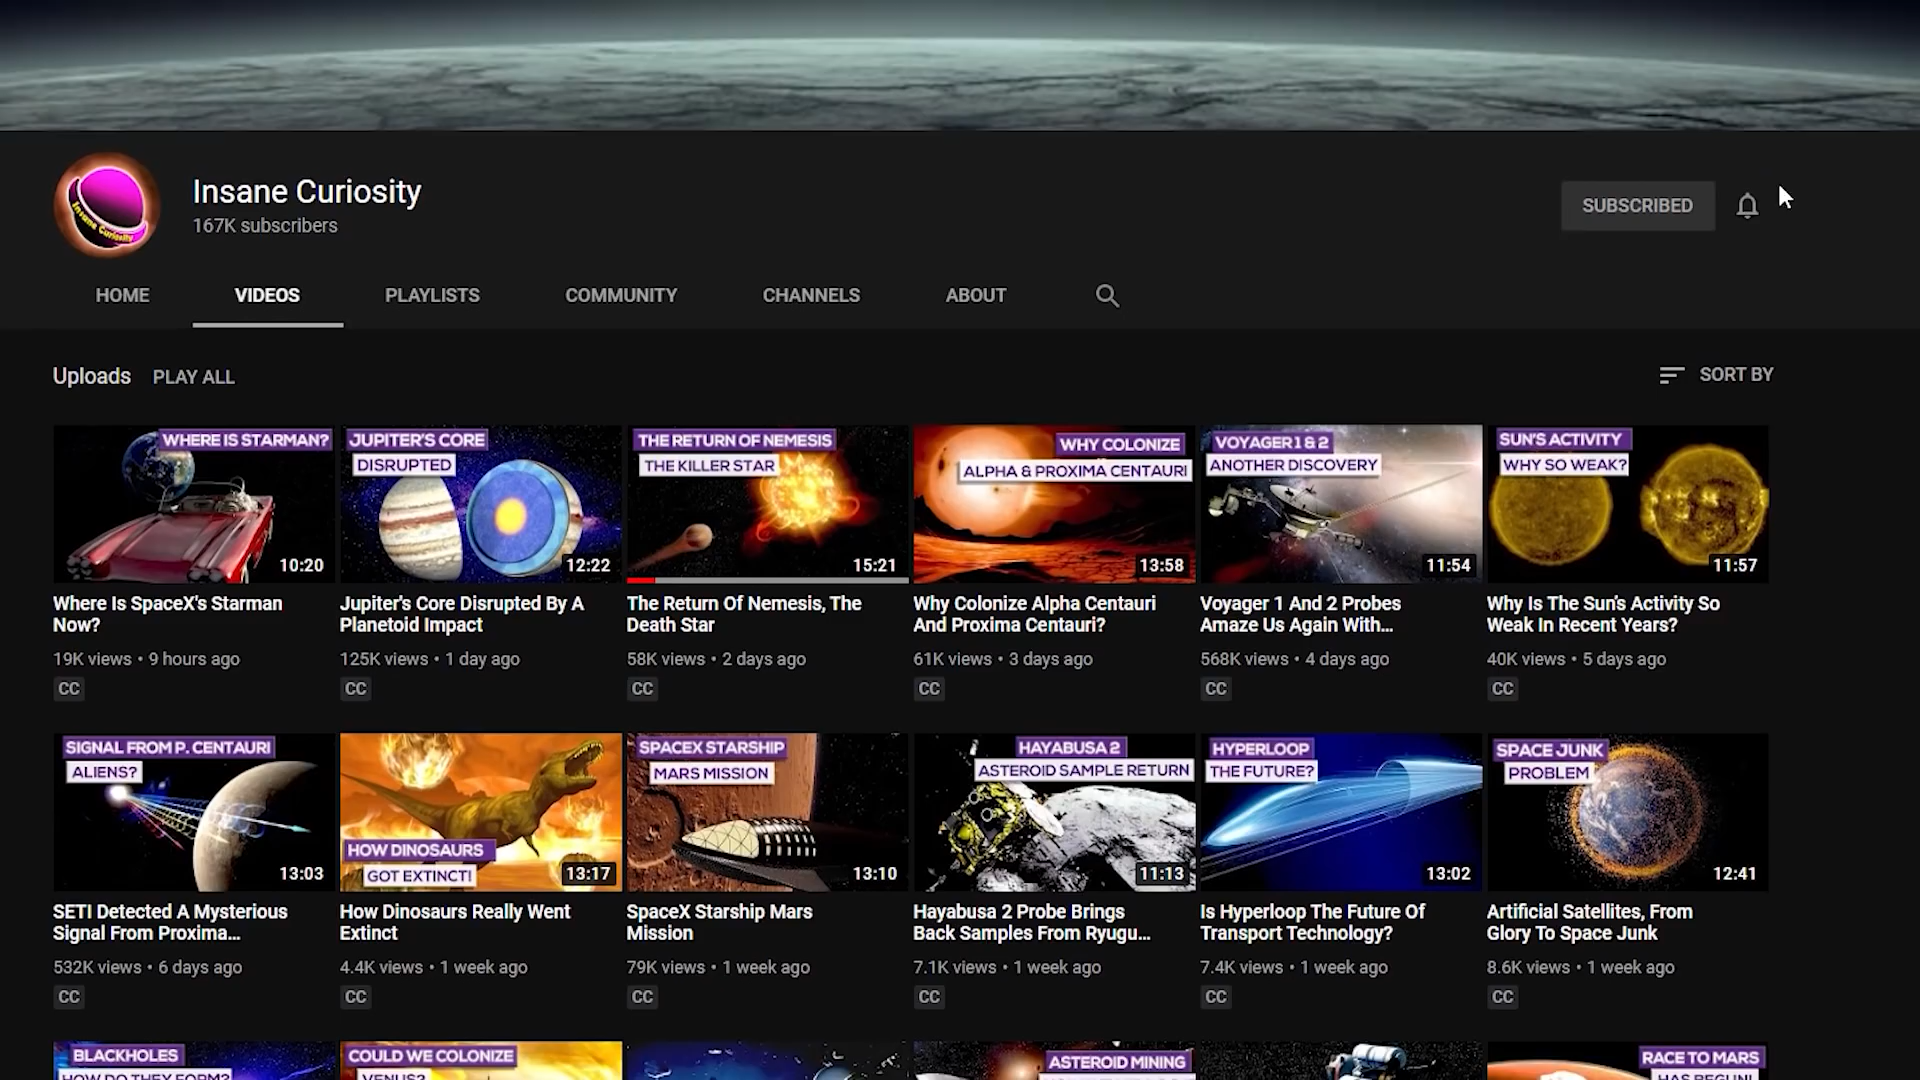 Insane Curiosity
Insane Curiosity
167K subscribers
SUBSCRIBED
HOME
VIDEOS
PLAYLISTS
COMMUNITY
CHANNELS
ABOUT
Uploads
PLAY ALL
SORT BY
WHERE IS STARMAN?
10:20
Where Is SpaceX's Starman
Now?
19K views • 9 hours ago
CC
JUPITER'S CORE
DISRUPTED
12:22
Jupiter's Core Disrupted By A
Planetoid Impact
125K views • 1 day ago
CC
THE RETURN OF NEMESIS
THE KILLER STAR
15:21
The Return Of Nemesis, The
Death Star
58K views • 2 days ago
CC
WHY COLONIZE
ALPHA & PROXIMA CENTAURI
13:58
Why Colonize Alpha Centauri
And Proxima Centauri?
61K views • 3 days ago
CC
VOYAGER 1 & 2
ANOTHER DISCOVERY
11:54
Voyager 1 And 2 Probes
Amaze Us Again With...
568K views • 4 days ago
CC
SUN'S ACTIVITY
WHY SO WEAK?
11:57
Why Is The Sun's Activity So
Weak In Recent Years?
40K views • 5 days ago
CC
SIGNAL FROM P. CENTAURI
ALIENS?
13:03
SETI Detected A Mysterious
Signal From Proxima...
532K views • 6 days ago
CC
HOW DINOSAURS
GOT EXTINCT!
13:17
How Dinosaurs Really Went
Extinct
4.4K views • 1 week ago
CC
SPACEX STARSHIP
MARS MISSION
13:10
SpaceX Starship Mars
Mission
79K views • 1 week ago
CC
HAYABUSA 2
ASTEROID SAMPLE RETURN
11:13
Hayabusa 2 Probe Brings
Back Samples From Ryugu...
7.1K views • 1 week ago
CC
HYPERLOOP
THE FUTURE?
13:02
Is Hyperloop The Future Of
Transport Technology?
7.4K views • 1 week ago
CC
SPACE JUNK
PROBLEM
12:41
Artificial Satellites, From
Glory To Space Junk
8.6K views • 1 week ago
CC
BLACKHOLES
HOW DO THEY FORM?
COULD WE COLONIZE
VENUS?
ASTEROID MINING
RACE TO MARS
HAS BEGUN!